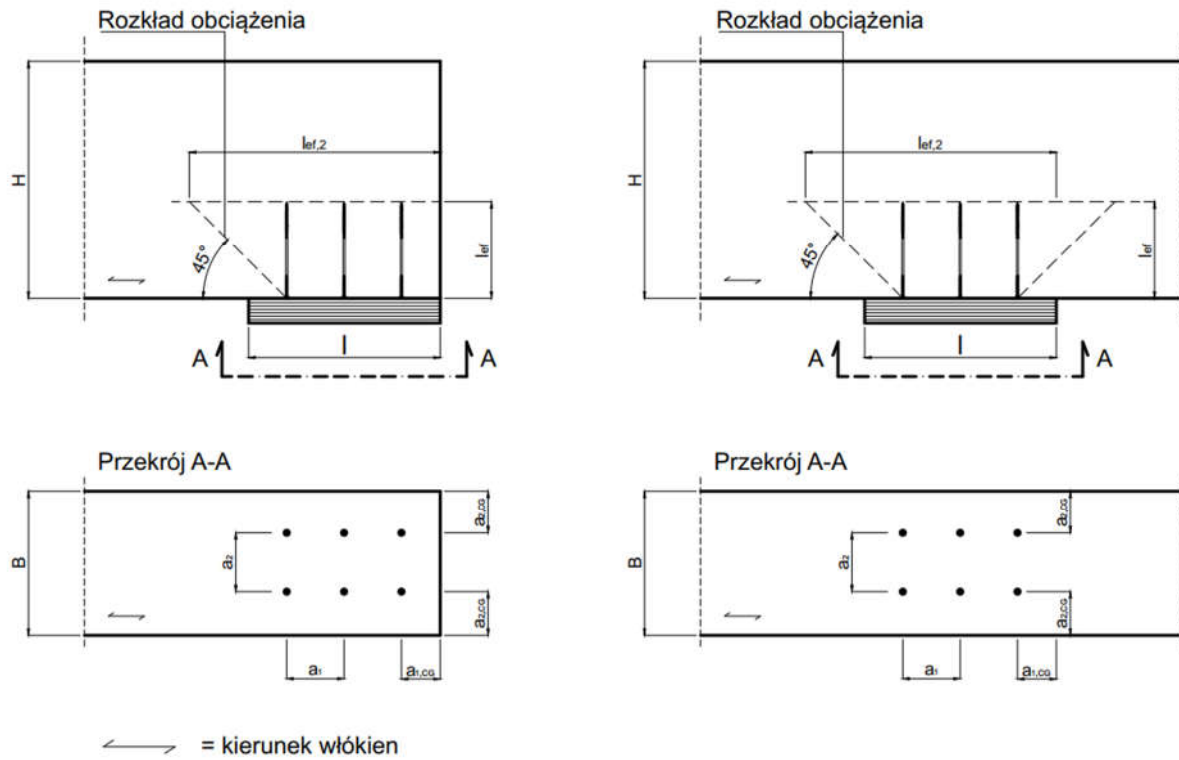 Rozkład obciążenia
Rozkład obciążenia
lef,2
lef,2
H
H
45°
lef
45°
lef
l
l
A
A
A
A
Przekrój A-A
Przekrój A-A
B
a2
a2,CG
a2,CG
B
a2
a2,CG
a2,CG
a1
a1,CG
a1
a1,CG
= kierunek włókien